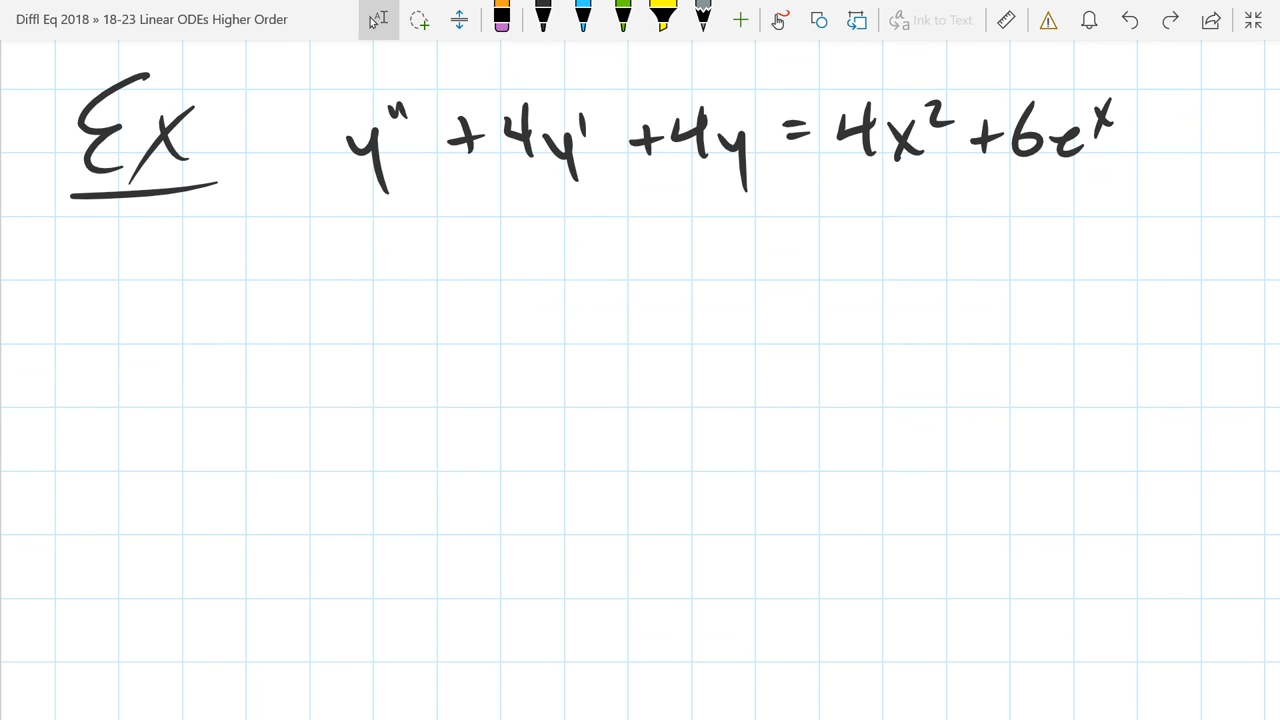 Diffl Eq 2018 » 18-23 Linear ODEs Higher Order
Ink to Text
Ex y" + 4y' + 4y = 4x² + 6eˣ